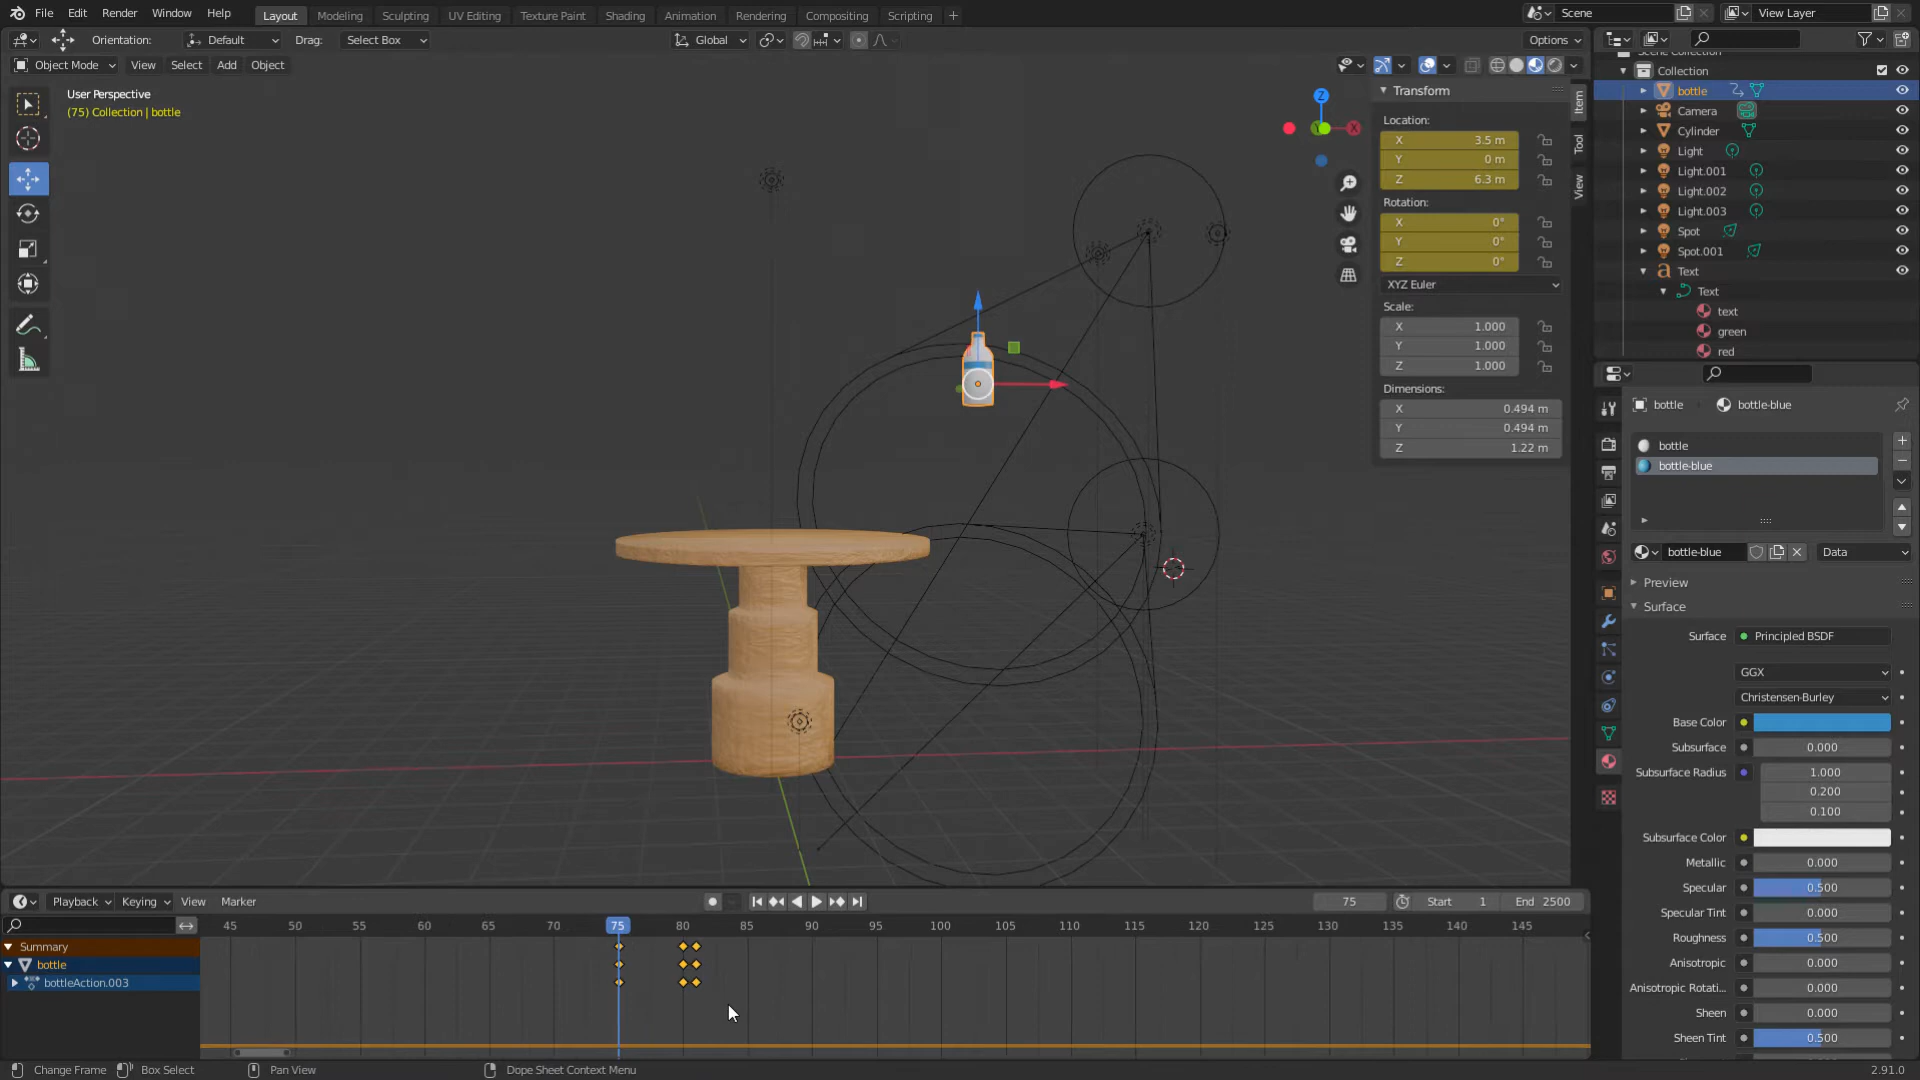 File Edit Render Window Help Layout Modeling Sculpting UV Editing Texture Paint Shading Animation Rendering Compositing Scripting + Scene View Layer
Orientation: Default Drag: Select Box Global Options
Object Mode View Select Add Object
User Perspective
(75) Collection | bottle
Transform
Location:
X 3.5 m
Y 0 m
Z 6.3 m
Rotation:
X 0°
Y 0°
Z 0°
XYZ Euler
Scale:
X 1.000
Y 1.000
Z 1.000
Dimensions:
X 0.494 m
Y 0.494 m
Z 1.22 m
Item
Tool
View
Z
X
Scene Collection
Collection
bottle
Camera
Cylinder
Light
Light.001
Light.002
Light.003
Spot
Spot.001
Text
Text
text
green
red
bottle bottle-blue
bottle
bottle-blue
bottle-blue Data
Preview
Surface
Surface Principled BSDF
GGX
Christensen-Burley
Base Color
Subsurface 0.000
Subsurface Radius 1.000
0.200
0.100
Subsurface Color
Metallic 0.000
Specular 0.500
Specular Tint 0.000
Roughness 0.500
Anisotropic 0.000
Anisotropic Rotati... 0.000
Sheen 0.000
Sheen Tint 0.500
Playback Keying View Marker 75 Start 1 End 2500
45 50 55 60 65 70 75 80 85 90 95 100 105 110 115 120 125 130 135 140 145
Summary
bottle
bottleAction.003
Change Frame Box Select Pan View Dope Sheet Context Menu 2.91.0